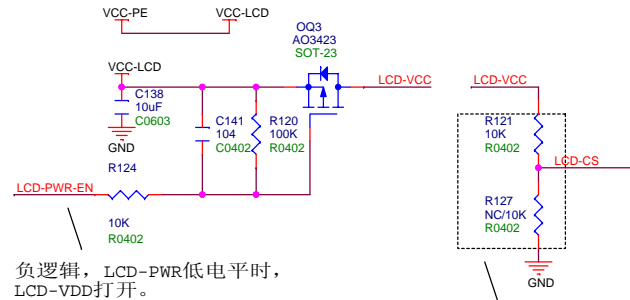 VCC-PE
VCC-LCD
OQ3
AO3423
SOT-23
VCC-LCD
LCD-VCC
LCD-VCC
C138
10uF
C0603
C141
104
C0402
R120
100K
R0402
R121
10K
R0402
GND
R124
LCD-CS
LCD-PWR-EN
R127
NC/10K
R0402
10K
R0402
负逻辑，LCD-PWR低电平时，
LCD-VDD打开。
GND